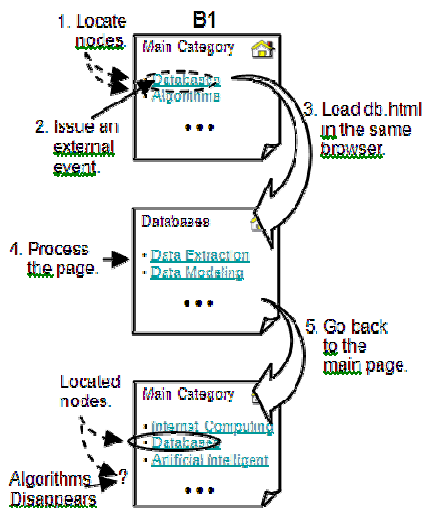 B1
1. Locate
nodes.
Main Category
Databases
Algorithms
...
2. Issue an
external
event.
3. Load db.html
in the same
browser.
Databases
4. Process
the page.
• Data Extraction
• Data Modeling
...
5. Go back
to the
main page.
Located
nodes.
Main Category
• Internet Computing
• Databases
• Artificial Intelligent
...
?
Algorithms
Disappears